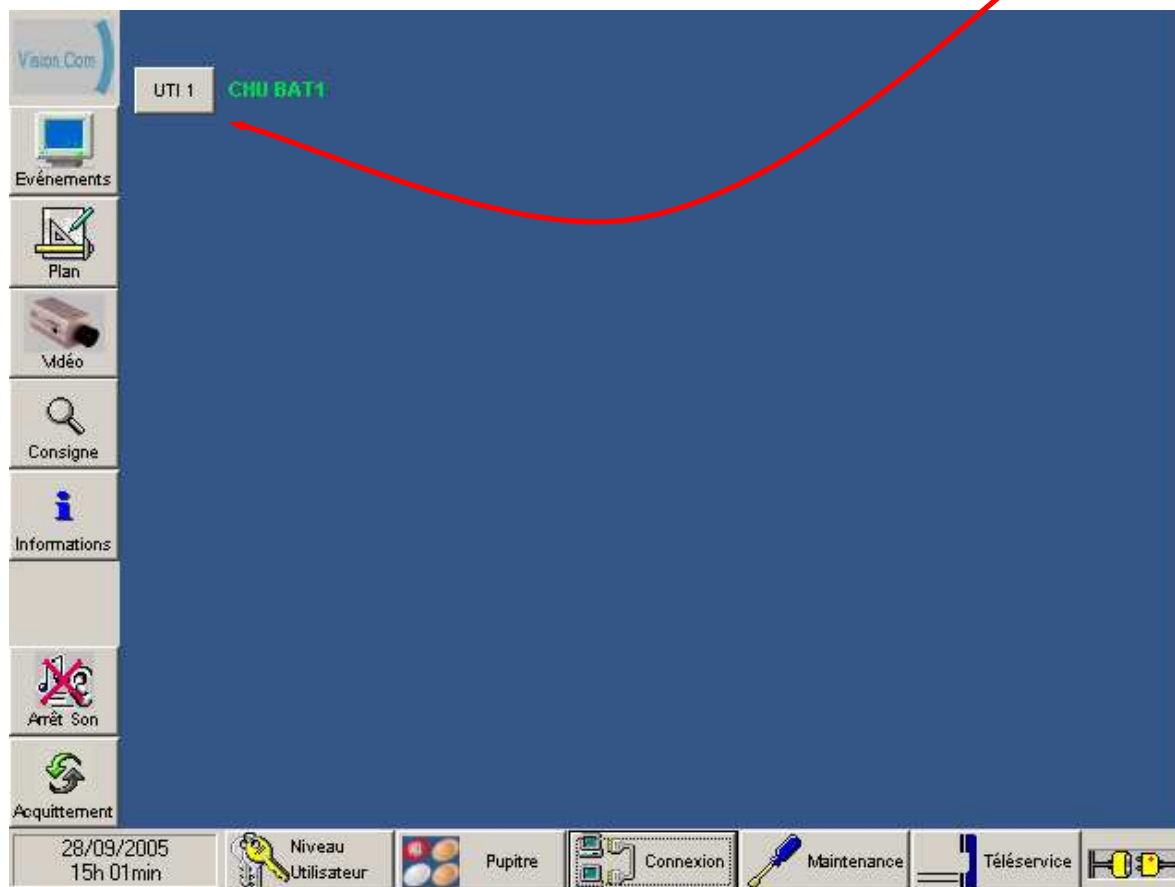 Vision.Com
UTI 1
CHU BAT1
Evénements
Plan
Vidéo
Consigne
Informations
Arrêt Son
Acquittement
28/09/2005
15h 01min
Niveau
Utilisateur
Pupitre
Connexion
Maintenance
Téléservice